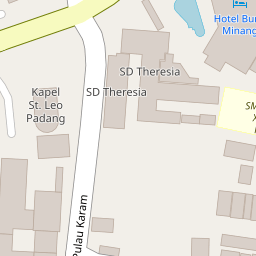 Hotel Bu
Minang
SD Theresia
SD Theresia
Kapel
St. Leo
Padang
SM
X
Pulau Karam